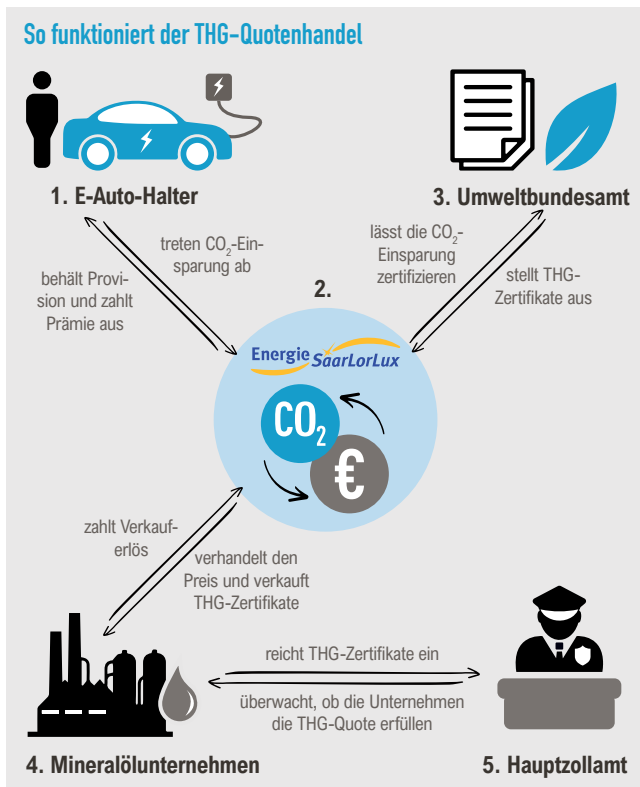 So funktioniert der THG-Quotenhandel
1. E-Auto-Halter
3. Umweltbundesamt
treten CO₂-Ein-
sparung ab
behält Provi-
sion und zahlt
Prämie aus
lässt die CO₂-
Einsparung
zertifizieren
stellt THG-
Zertifikate aus
2.
Energie SaarLorLux
CO₂
€
zahlt Verkauf-
erlös
verhandelt den
Preis und verkauft
THG-Zertifikate
reicht THG-Zertifikate ein
überwacht, ob die Unternehmen
die THG-Quote erfüllen
4. Mineralölunternehmen
5. Hauptzollamt